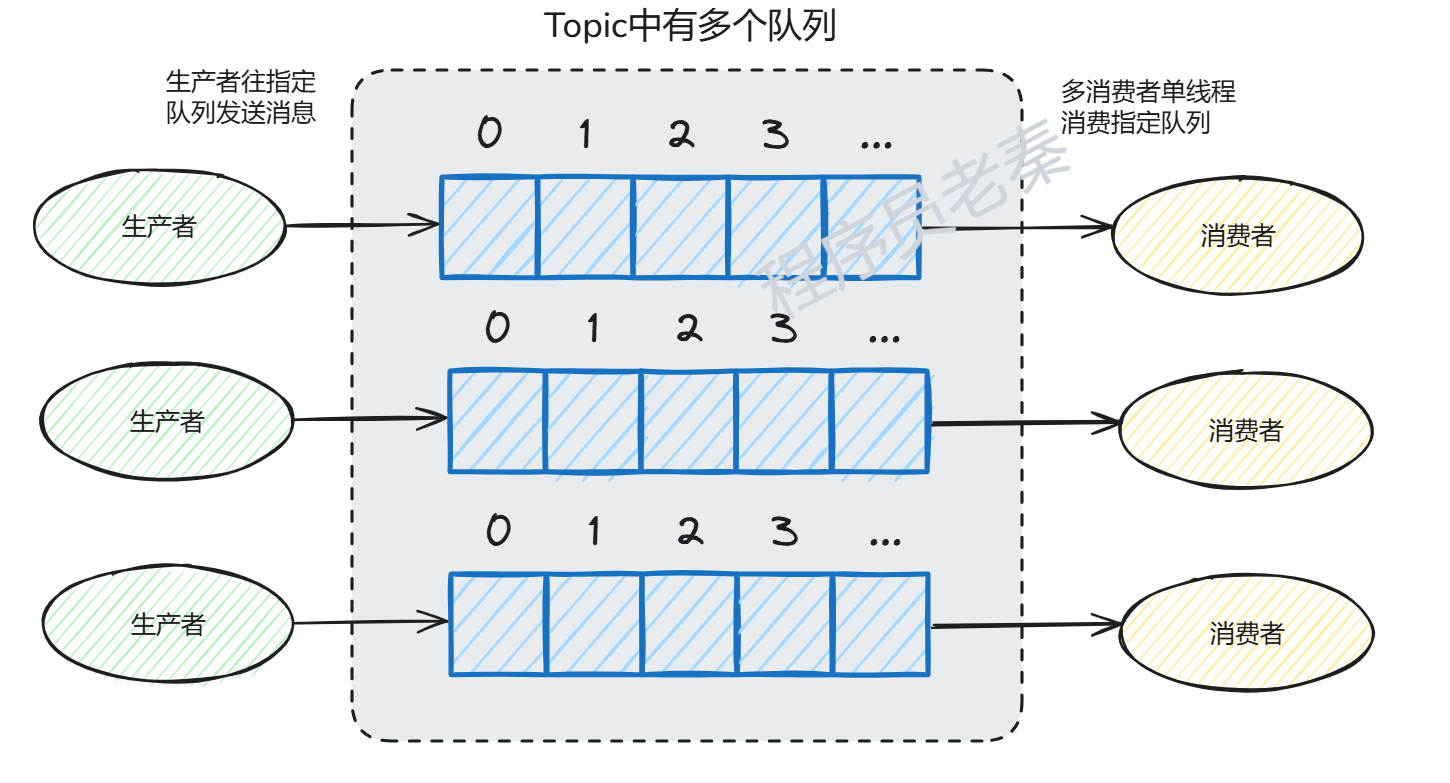 Topic中有多个队列
生产者往指定
队列发送消息
多消费者单线程
消费指定队列
0 1 2 3 ...
生产者
消费者
程序员老秦
0 1 2 3 ...
生产者
消费者
0 1 2 3 ...
生产者
消费者